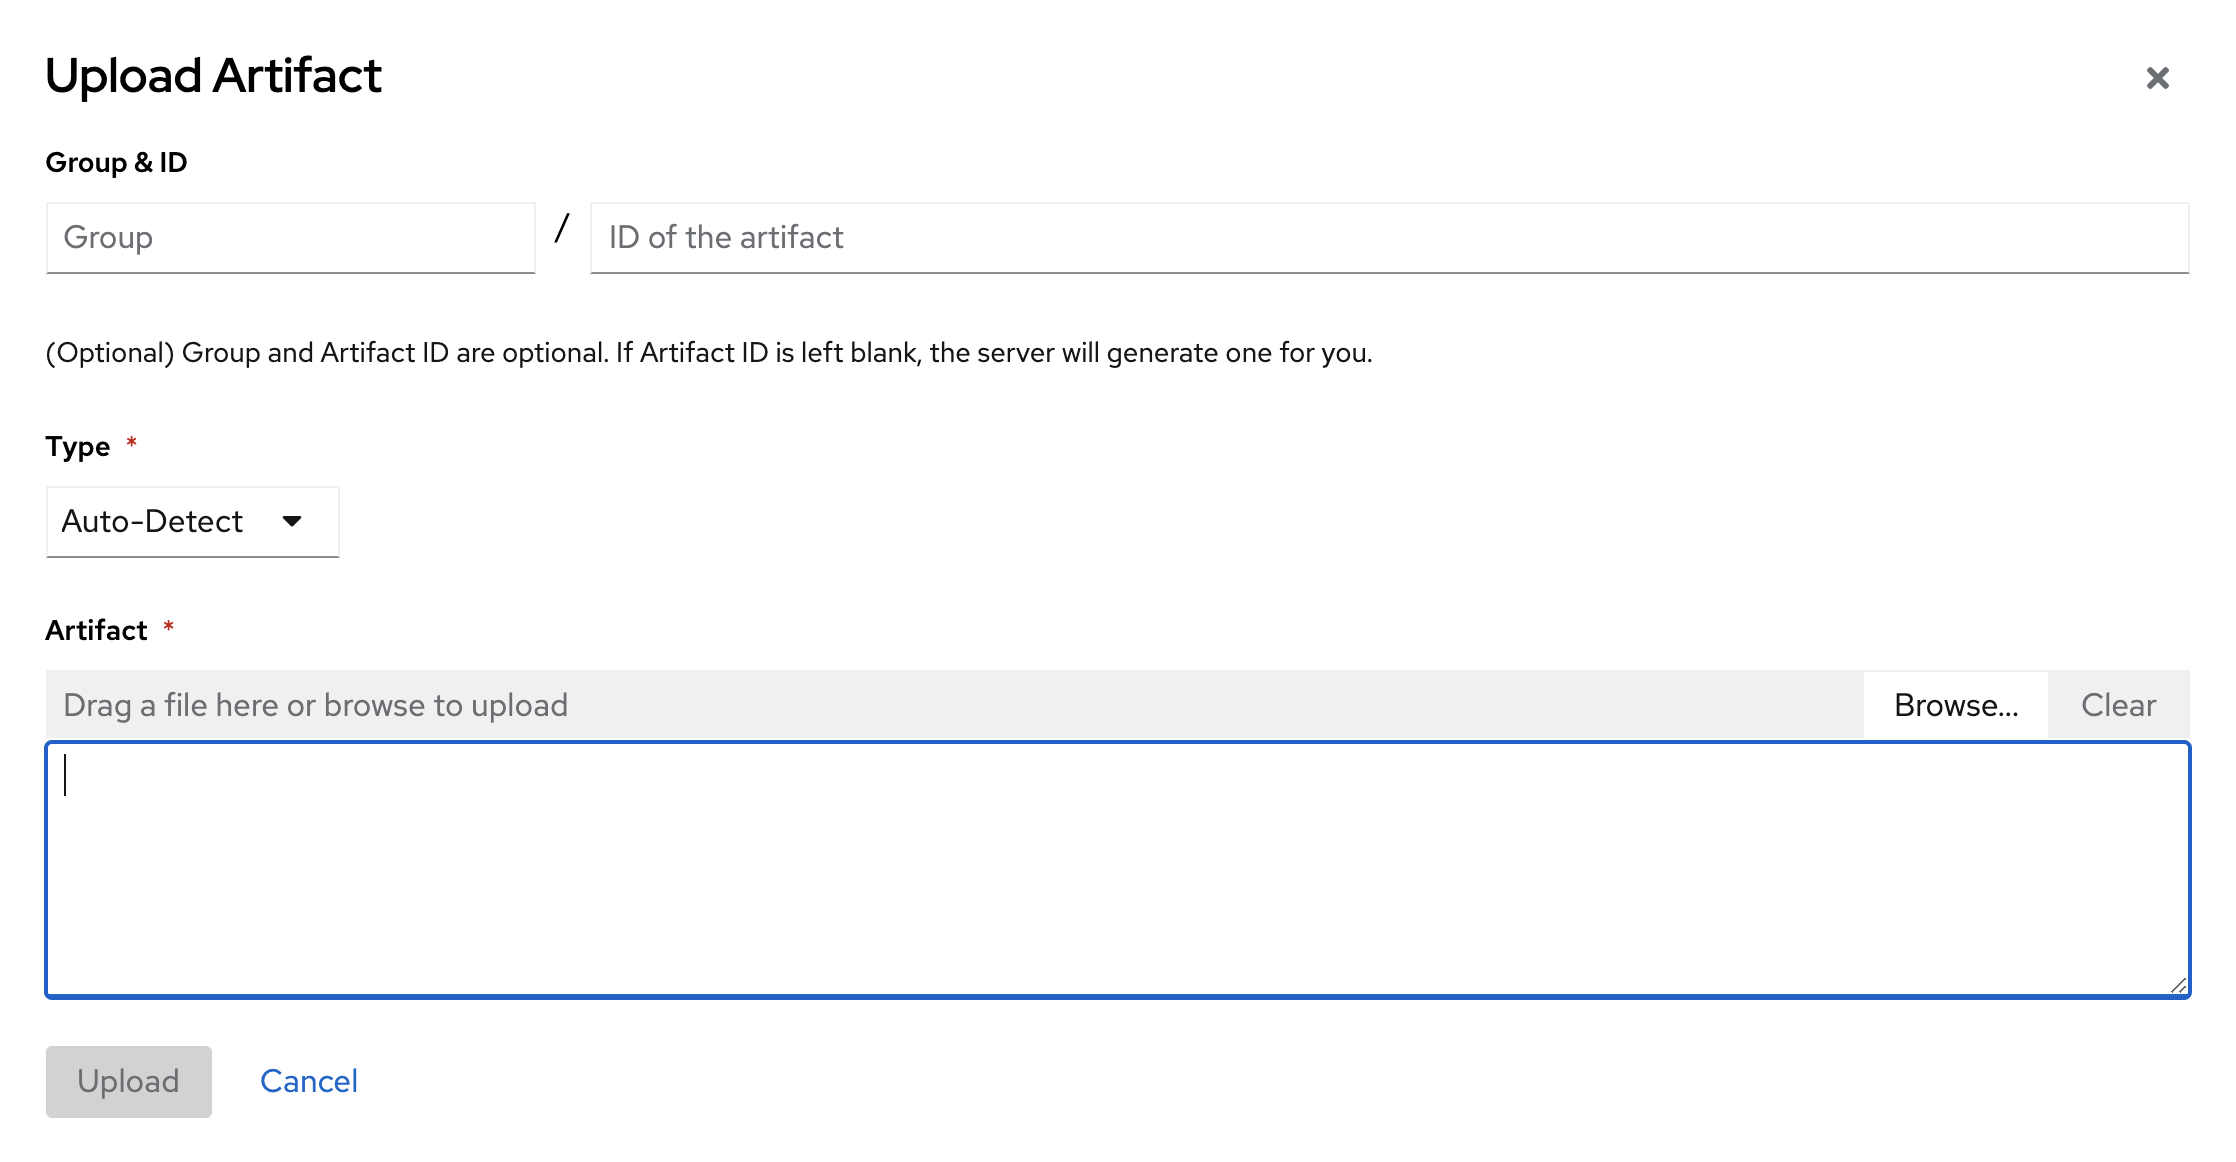 Upload Artifact
Group & ID
Group / ID of the artifact
(Optional) Group and Artifact ID are optional. If Artifact ID is left blank, the server will generate one for you.
Type *
Auto-Detect
Artifact *
Drag a file here or browse to upload Browse... Clear
Upload Cancel